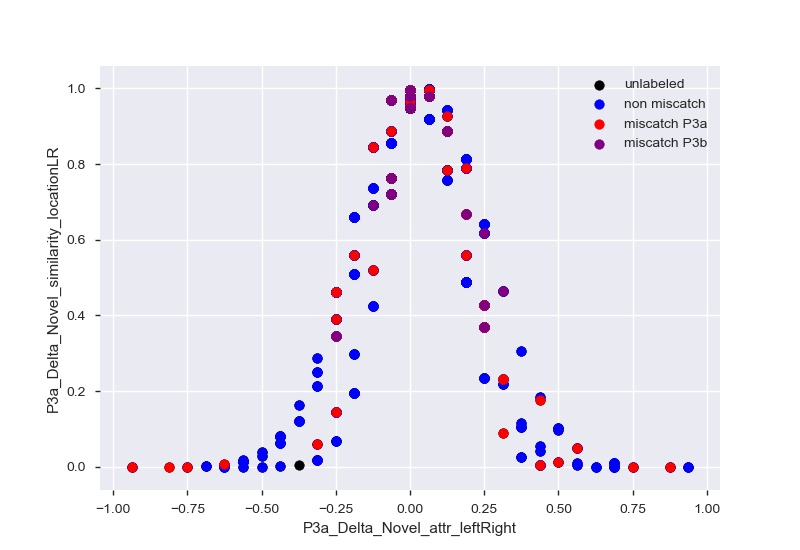 unlabeled
non miscatch
miscatch P3a
miscatch P3b
P3a_Delta_Novel_similarity_locationLR
1.0
0.8
0.6
0.4
0.2
0.0
−1.00 −0.75 −0.50 −0.25 0.00 0.25 0.50 0.75 1.00
P3a_Delta_Novel_attr_leftRight